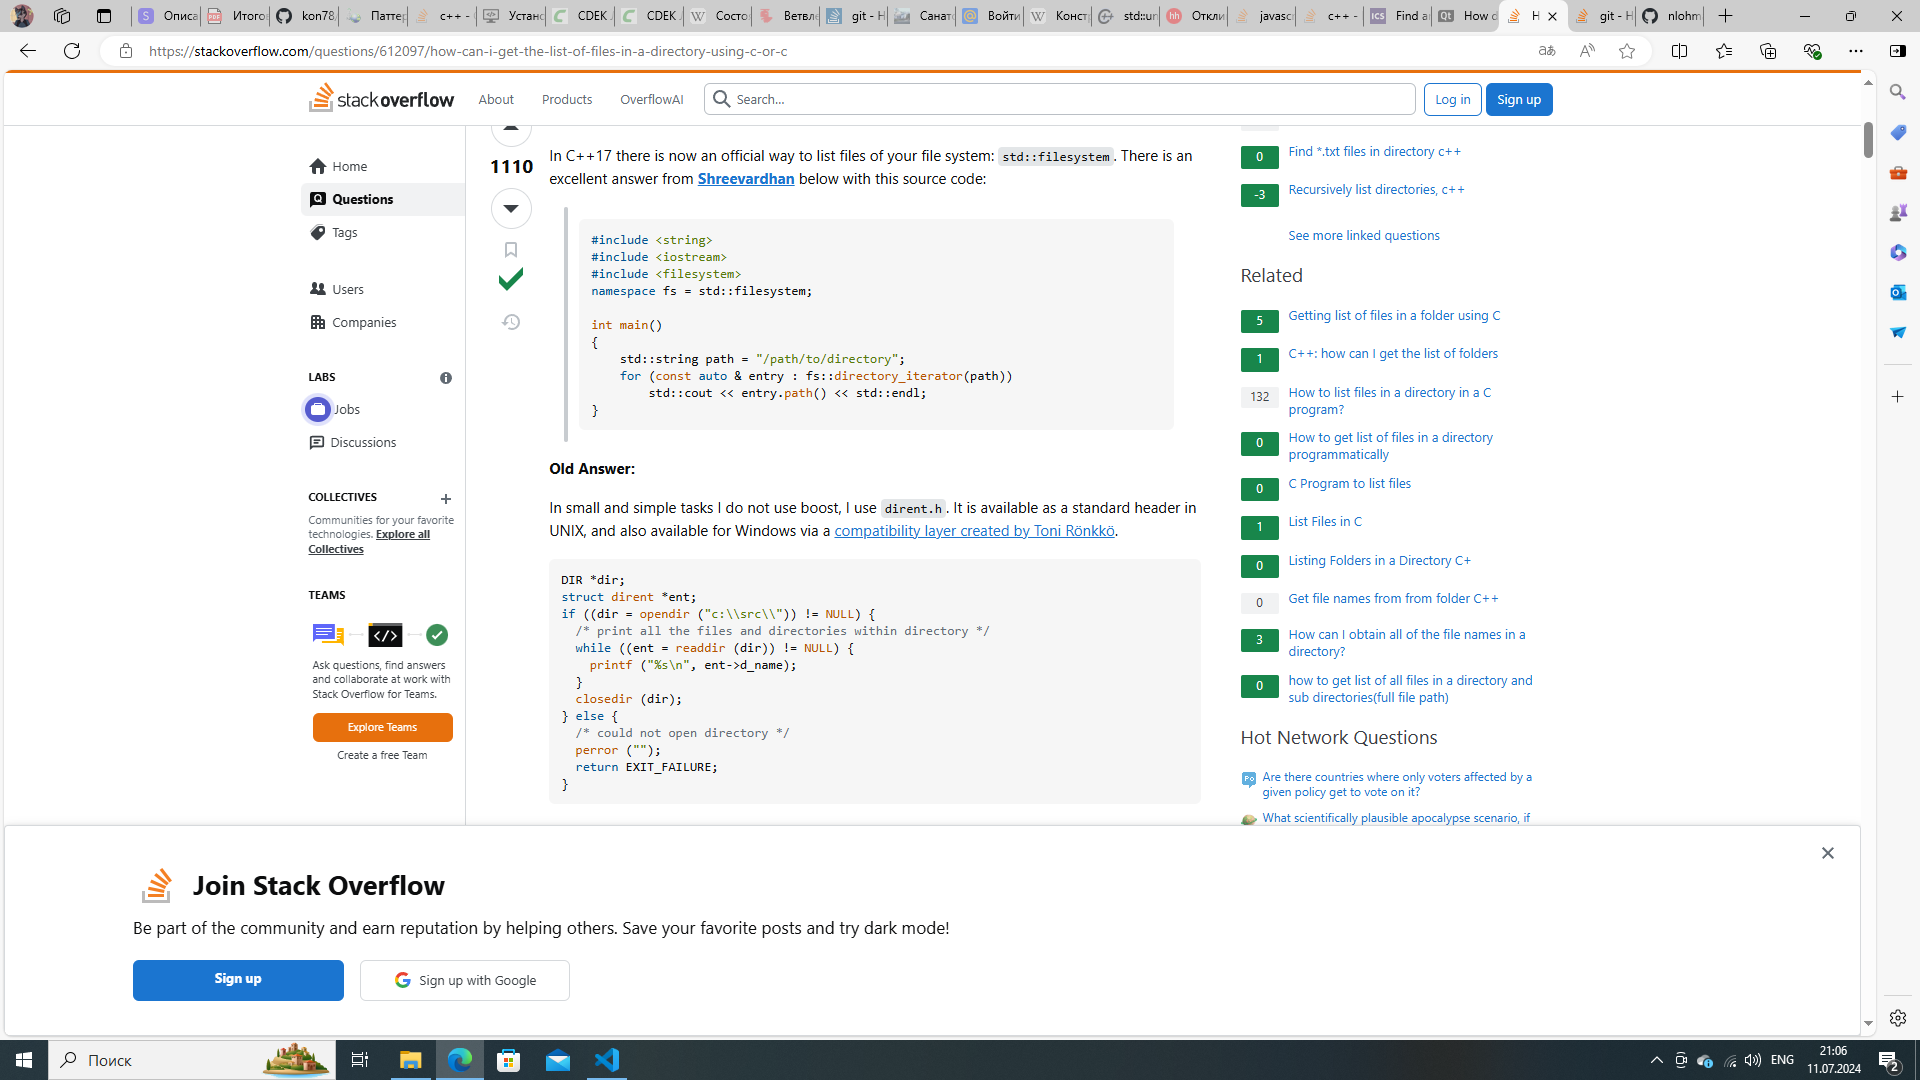 Описа
Итого
kon78
Паттер
c++ - 
Устано
CDEK
CDEK
Состо
Ветвле
git - H
Санато
Войти
Конст
std::un
Откли
javasc
c++ -
Find a
How d
H
git - H
nlohm
https://stackoverflow.com/questions/612097/how-can-i-get-the-list-of-files-in-a-directory-using-c-or-c
stackoverflow About Products OverflowAI Search... Log in Sign up
Home
Questions
Tags
Users
Companies
LABS
Jobs
Discussions
COLLECTIVES
Communities for your favorite
technologies. Explore all
Collectives
TEAMS
Ask questions, find answers
and collaborate at work with
Stack Overflow for Teams.
Explore Teams
Create a free Team
1110
In C++17 there is now an official way to list files of your file system: std::filesystem. There is an
excellent answer from Shreevardhan below with this source code:
#include <string>
#include <iostream>
#include <filesystem>
namespace fs = std::filesystem;
int main()
{
    std::string path = "/path/to/directory";
    for (const auto & entry : fs::directory_iterator(path))
        std::cout << entry.path() << std::endl;
}
Old Answer:
In small and simple tasks I do not use boost, I use dirent.h. It is available as a standard header in
UNIX, and also available for Windows via a compatibility layer created by Toni Rönkkö.
DIR *dir;
struct dirent *ent;
if ((dir = opendir ("c:\\src\\")) != NULL) {
  /* print all the files and directories within directory */
  while ((ent = readdir (dir)) != NULL) {
    printf ("%s\n", ent->d_name);
  }
  closedir (dir);
} else {
  /* could not open directory */
  perror ("");
  return EXIT_FAILURE;
}
0 Find *.txt files in directory c++
-3 Recursively list directories, c++
See more linked questions
Related
5 Getting list of files in a folder using C
1 C++: how can I get the list of folders
132 How to list files in a directory in a C
program?
0 How to get list of files in a directory
programmatically
0 C Program to list files
1 List Files in C
0 Listing Folders in a Directory C+
0 Get file names from from folder C++
3 How can I obtain all of the file names in a
directory?
0 how to get list of all files in a directory and
sub directories(full file path)
Hot Network Questions
Are there countries where only voters affected by a
given policy get to vote on it?
What scientifically plausible apocalypse scenario, if
Join Stack Overflow
Be part of the community and earn reputation by helping others. Save your favorite posts and try dark mode!
Sign up
Sign up with Google
Поиск
ENG
21:06
11.07.2024
2